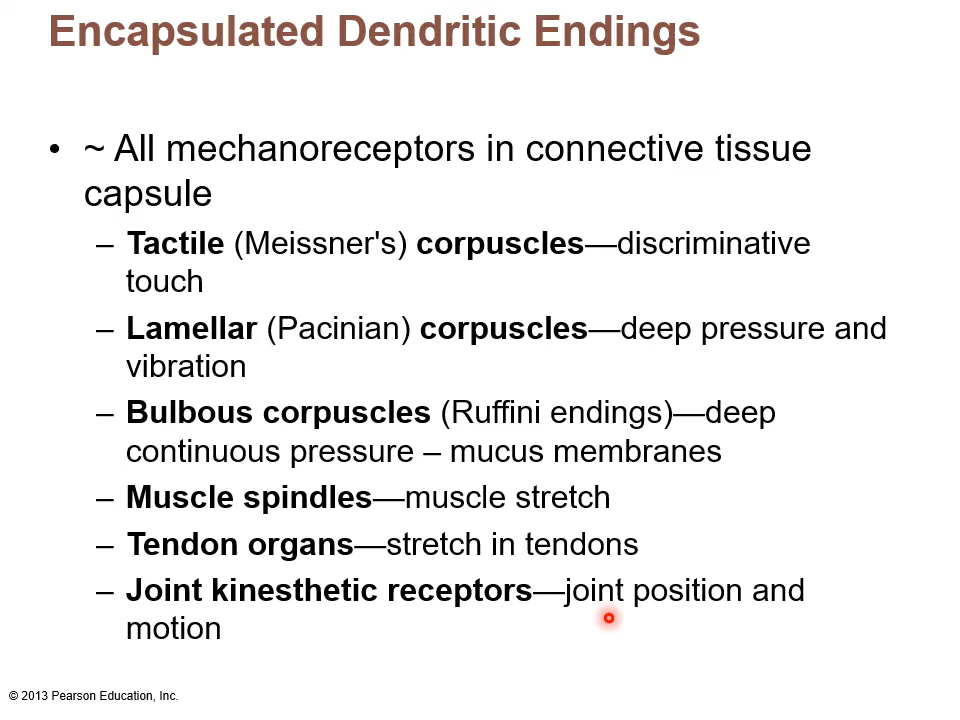 Encapsulated Dendritic Endings
• ~ All mechanoreceptors in connective tissue
capsule
– Tactile (Meissner's) corpuscles—discriminative
touch
– Lamellar (Pacinian) corpuscles—deep pressure and
vibration
– Bulbous corpuscles (Ruffini endings)—deep
continuous pressure – mucus membranes
– Muscle spindles—muscle stretch
– Tendon organs—stretch in tendons
– Joint kinesthetic receptors—joint position and
motion
© 2013 Pearson Education, Inc.